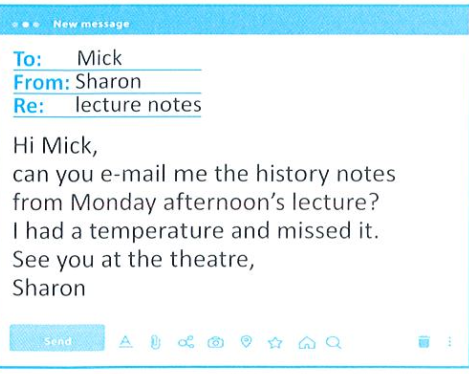 New message
To: Mick
From: Sharon
Re: lecture notes
Hi Mick,
can you e-mail me the history notes
from Monday afternoon's lecture?
I had a temperature and missed it.
See you at the theatre,
Sharon
Send